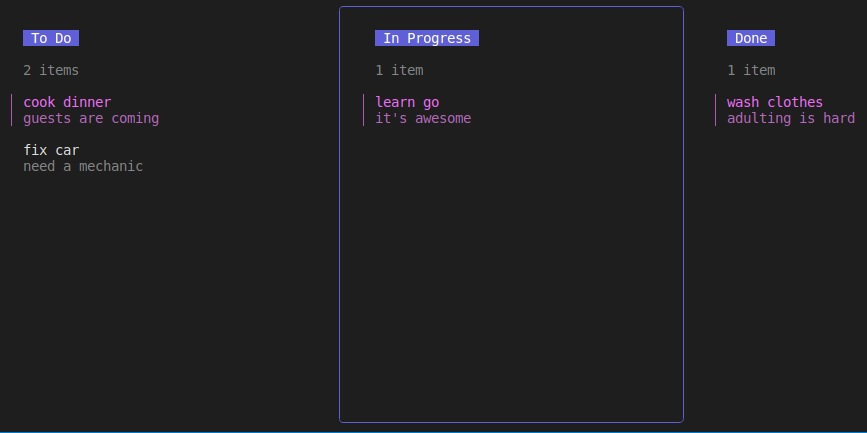 To Do
2 items
cook dinner
guests are coming
fix car
need a mechanic
In Progress
1 item
learn go
it's awesome
Done
1 item
wash clothes
adulting is hard